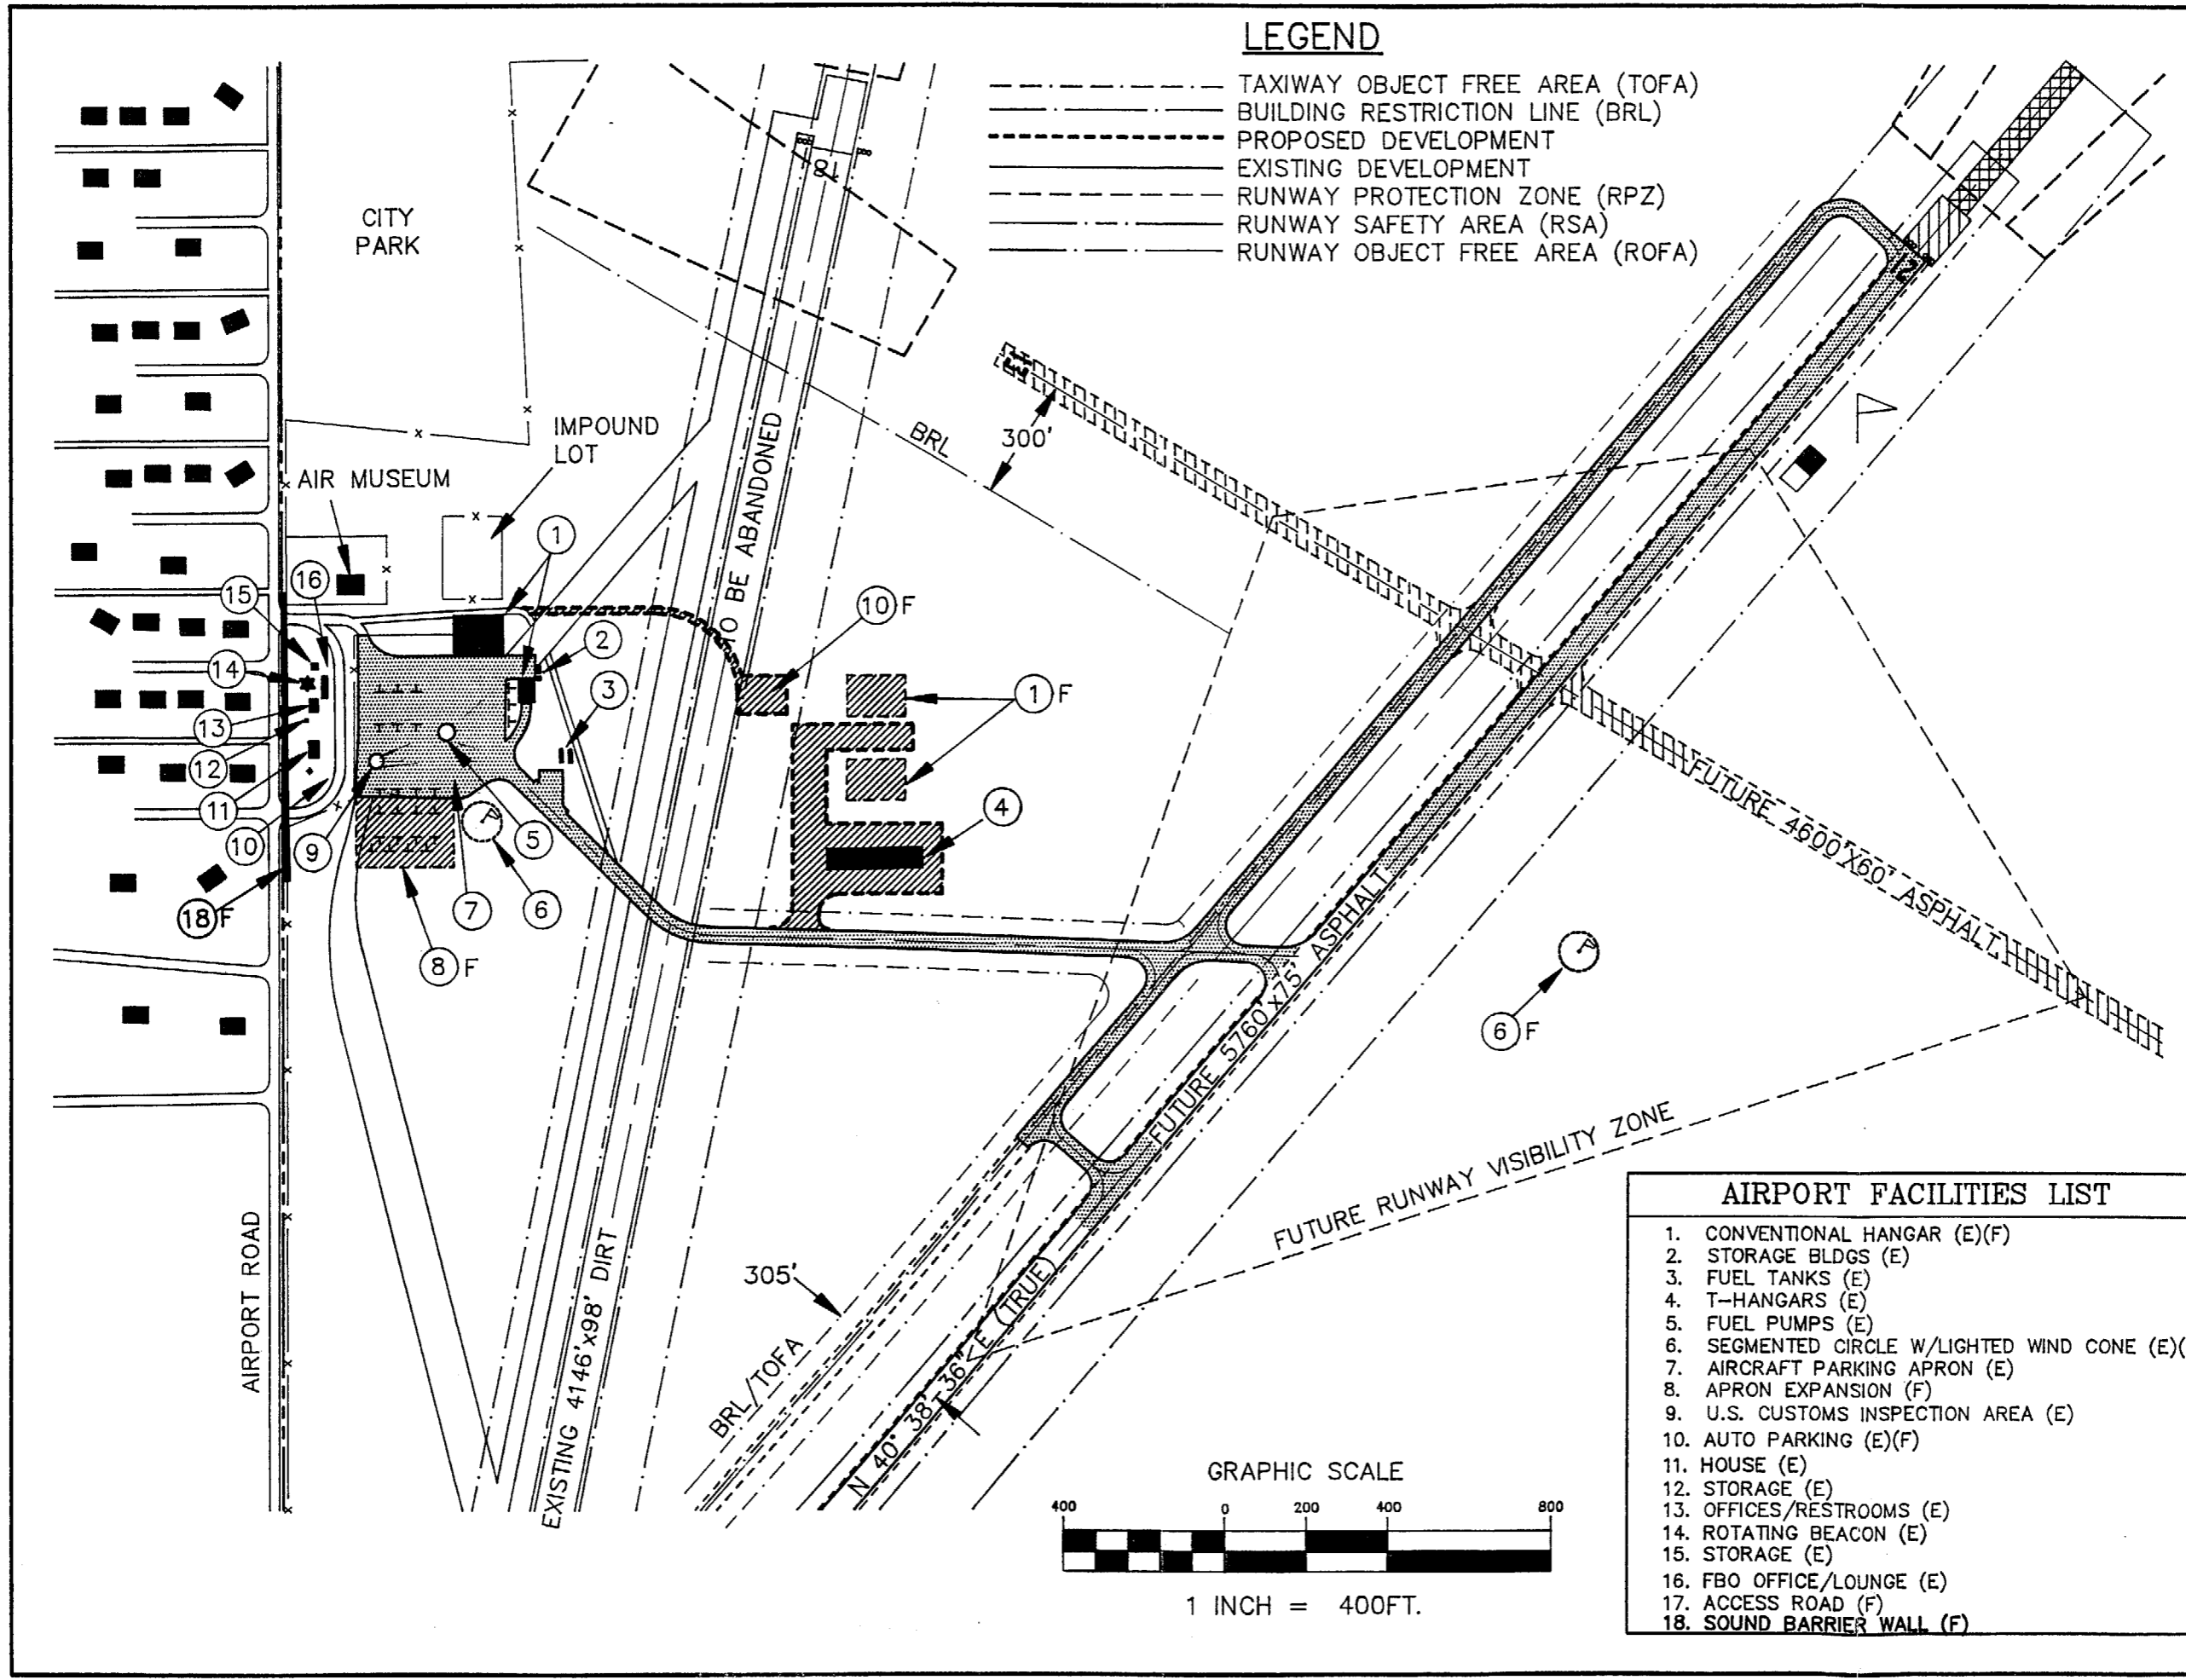 LEGEND
TAXIWAY OBJECT FREE AREA (TOFA)
BUILDING RESTRICTION LINE (BRL)
PROPOSED DEVELOPMENT
EXISTING DEVELOPMENT
RUNWAY PROTECTION ZONE (RPZ)
RUNWAY SAFETY AREA (RSA)
RUNWAY OBJECT FREE AREA (ROFA)
CITY
PARK
IMPOUND
LOT
AIR MUSEUM
BRL
300'
TO BE ABANDONED
1
16
15
10 F
2
14
3
1 F
13
12
4
11
10
9
5
18 F
7
6
8 F
6 F
FUTURE 4600'X60' ASPHALT
FUTURE 5760'x75' ASPHALT
FUTURE RUNWAY VISIBILITY ZONE
305'
BRL/TOFA
N 40° 38' 36" E (TRUE)
EXISTING 4146'x98' DIRT
AIRPORT ROAD
GRAPHIC SCALE
400 0 200 400 800
1 INCH = 400FT.
AIRPORT FACILITIES LIST
1. CONVENTIONAL HANGAR (E)(F)
2. STORAGE BLDGS (E)
3. FUEL TANKS (E)
4. T-HANGARS (E)
5. FUEL PUMPS (E)
6. SEGMENTED CIRCLE W/LIGHTED WIND CONE (E)(
7. AIRCRAFT PARKING APRON (E)
8. APRON EXPANSION (F)
9. U.S. CUSTOMS INSPECTION AREA (E)
10. AUTO PARKING (E)(F)
11. HOUSE (E)
12. STORAGE (E)
13. OFFICES/RESTROOMS (E)
14. ROTATING BEACON (E)
15. STORAGE (E)
16. FBO OFFICE/LOUNGE (E)
17. ACCESS ROAD (F)
18. SOUND BARRIER WALL (F)